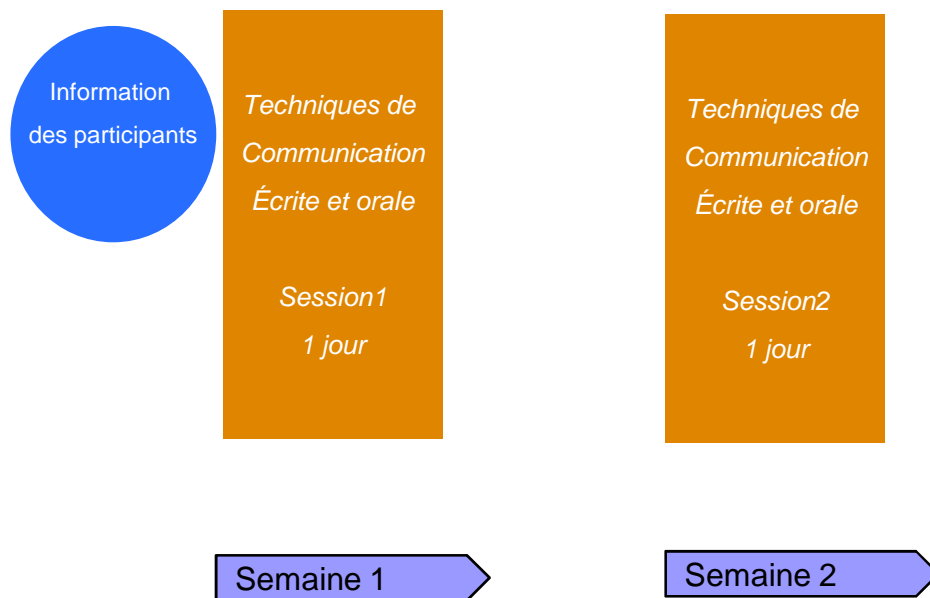 Information
des participants
Techniques de
Communication
Écrite et orale
Session1
1 jour
Techniques de
Communication
Écrite et orale
Session2
1 jour
Semaine 1
Semaine 2